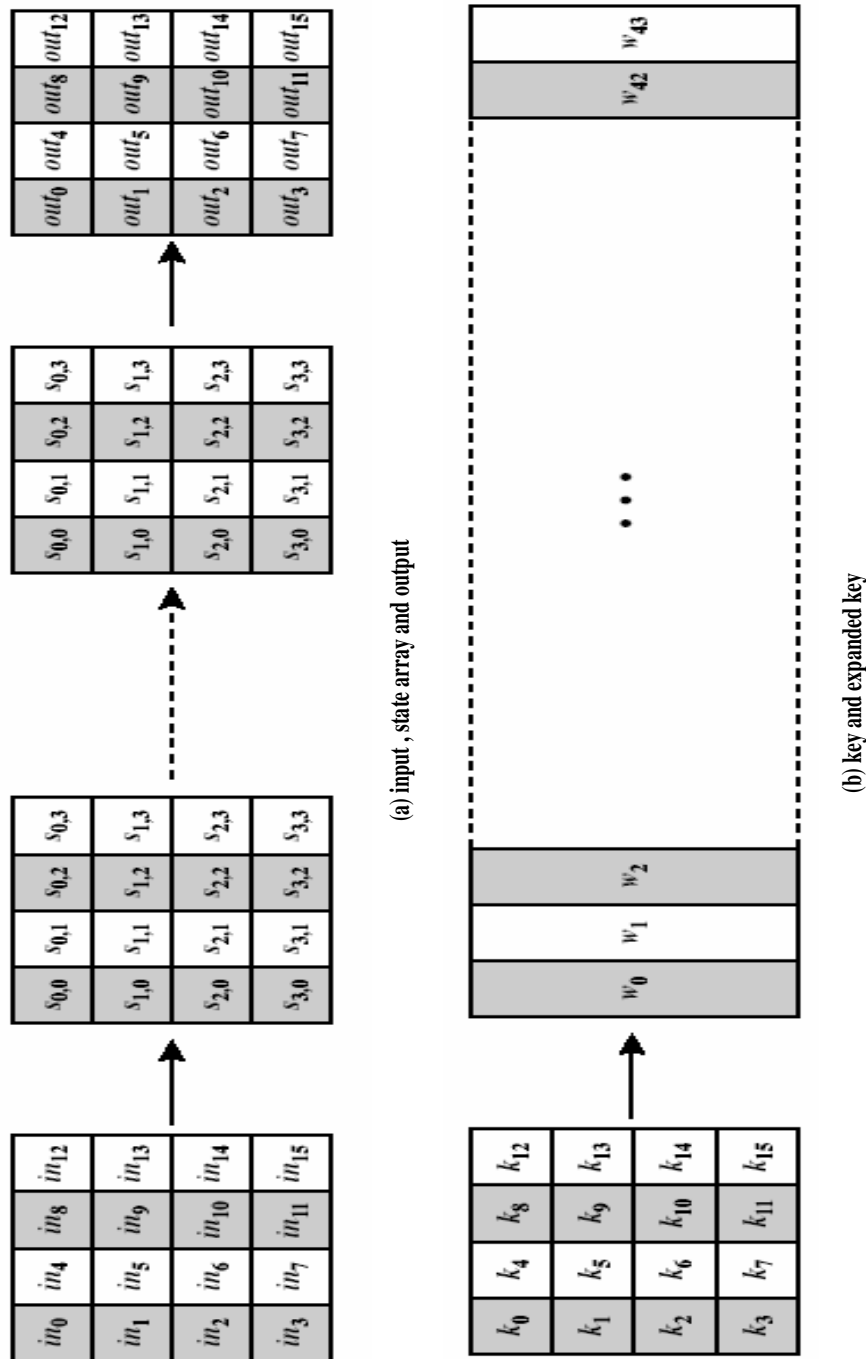 in₀ in₄ in₈ in₁₂
in₁ in₅ in₉ in₁₃
in₂ in₆ in₁₀ in₁₄
in₃ in₇ in₁₁ in₁₅
s₀,₀ s₀,₁ s₀,₂ s₀,₃
s₁,₀ s₁,₁ s₁,₂ s₁,₃
s₂,₀ s₂,₁ s₂,₂ s₂,₃
s₃,₀ s₃,₁ s₃,₂ s₃,₃
s₀,₀ s₀,₁ s₀,₂ s₀,₃
s₁,₀ s₁,₁ s₁,₂ s₁,₃
s₂,₀ s₂,₁ s₂,₂ s₂,₃
s₃,₀ s₃,₁ s₃,₂ s₃,₃
out₀ out₄ out₈ out₁₂
out₁ out₅ out₉ out₁₃
out₂ out₆ out₁₀ out₁₄
out₃ out₇ out₁₁ out₁₅
(a) input , state array and output
k₀ k₄ k₈ k₁₂
k₁ k₅ k₉ k₁₃
k₂ k₆ k₁₀ k₁₄
k₃ k₇ k₁₁ k₁₅
w₀ w₁ w₂ • • • w₄₂ w₄₃
(b) key and expanded key